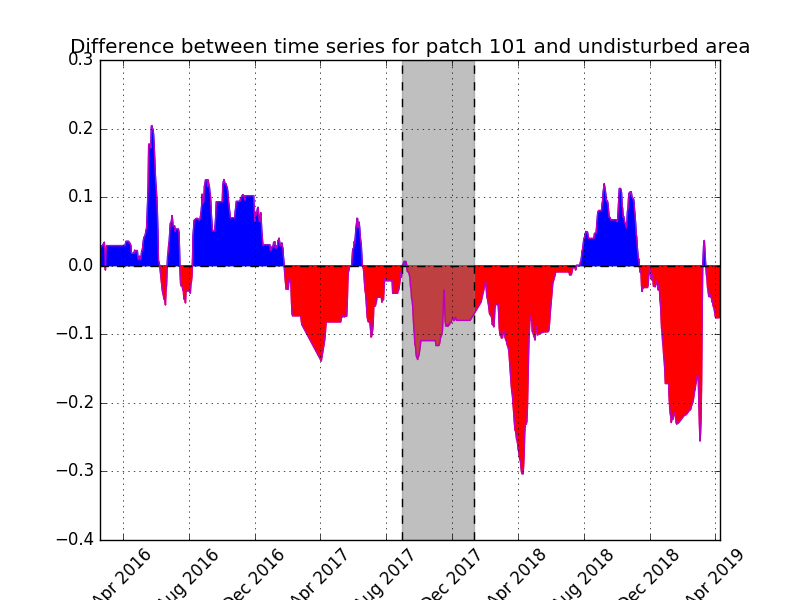 Difference between time series for patch 101 and undisturbed area
0.3
0.2
0.1
0.0
−0.1
−0.2
−0.3
−0.4
Apr 2016
Aug 2016
Dec 2016
Apr 2017
Aug 2017
Dec 2017
Apr 2018
Aug 2018
Dec 2018
Apr 2019